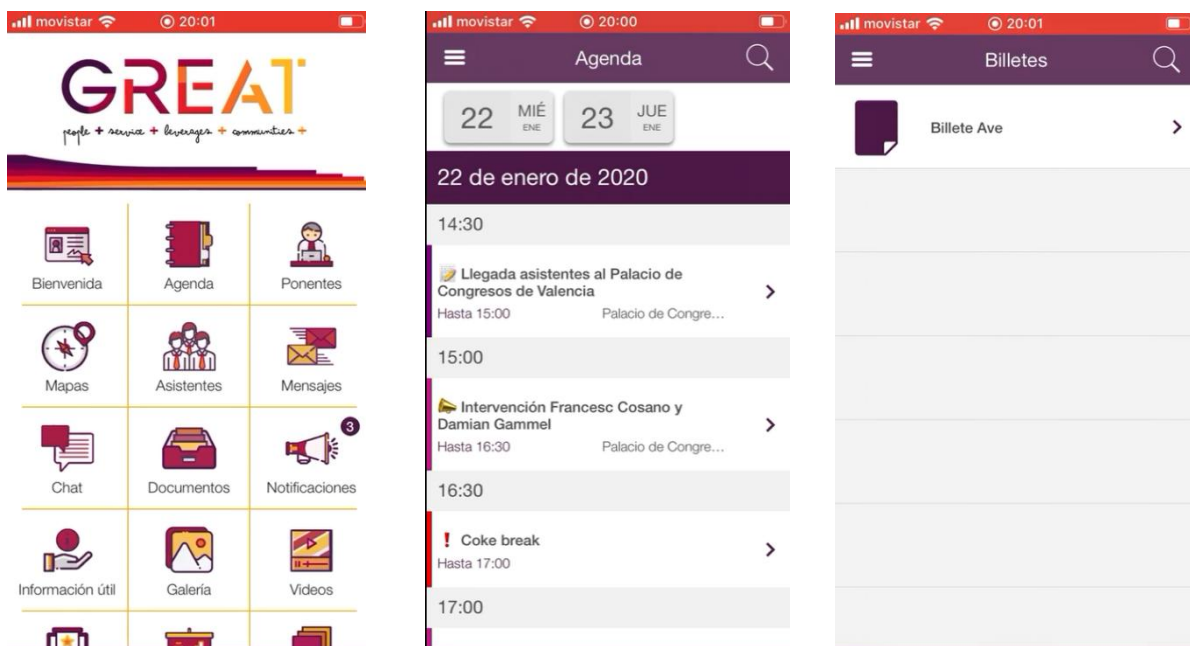 movistar 20:01
GREAT
people + service + beverages + communities +
Bienvenida
Agenda
Ponentes
Mapas
Asistentes
Mensajes
3
Chat
Documentos
Notificaciones
Información útil
Galería
Videos
movistar 20:00
Agenda
22 MIÉ ENE
23 JUE ENE
22 de enero de 2020
14:30
Llegada asistentes al Palacio de
Congresos de Valencia
Hasta 15:00 Palacio de Congre...
15:00
Intervención Francesc Cosano y
Damian Gammel
Hasta 16:30 Palacio de Congre...
16:30
Coke break
Hasta 17:00
17:00
movistar 20:01
Billetes
Billete Ave